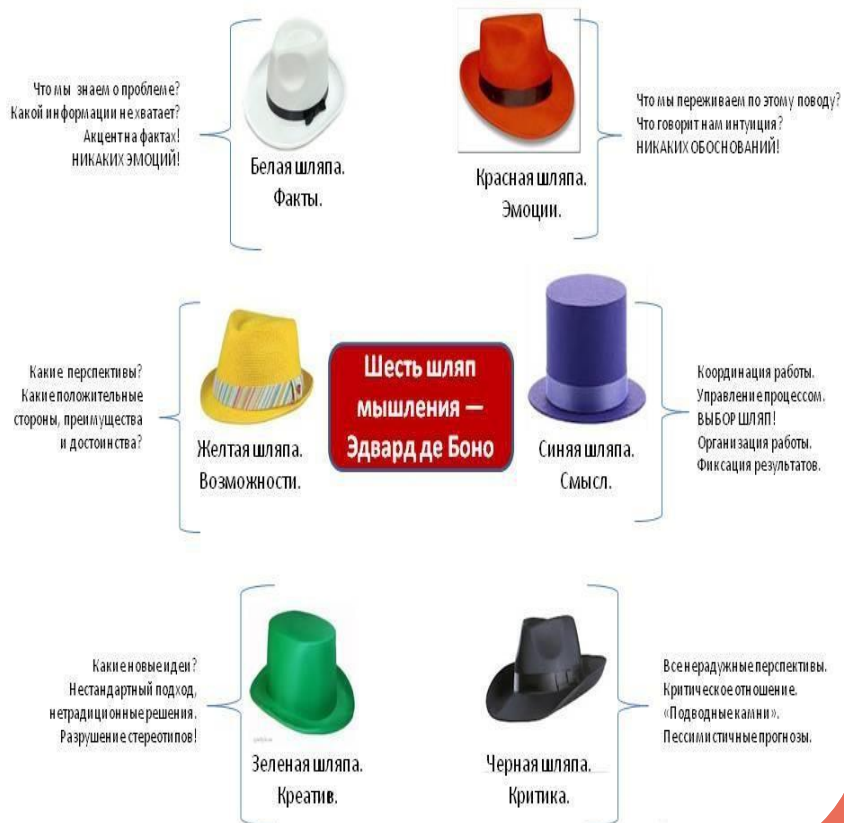 Что мы знаем о проблеме?
Какой информации не хватает?
Акцент на фактах!
НИКАКИХ ЭМОЦИЙ!
Белая шляпа.
Факты.
Красная шляпа.
Эмоции.
Что мы переживаем по этому поводу?
Что говорит нам интуиция?
НИКАКИХ ОБОСНОВАНИЙ!
Какие перспективы?
Какие положительные
стороны, преимущества
и достоинства?
Желтая шляпа.
Возможности.
Шесть шляп
мышления —
Эдвард де Боно
Синяя шляпа.
Смысл.
Координация работы.
Управление процессом.
ВЫБОР ШЛЯП!
Организация работы.
Фиксация результатов.
Какие новые идеи?
Нестандартный подход,
нетрадиционные решения.
Разрушение стереотипов!
Зеленая шляпа.
Креатив.
Черная шляпа.
Критика.
Все нерадужные перспективы.
Критическое отношение.
«Подводные камни».
Пессимистичные прогнозы.